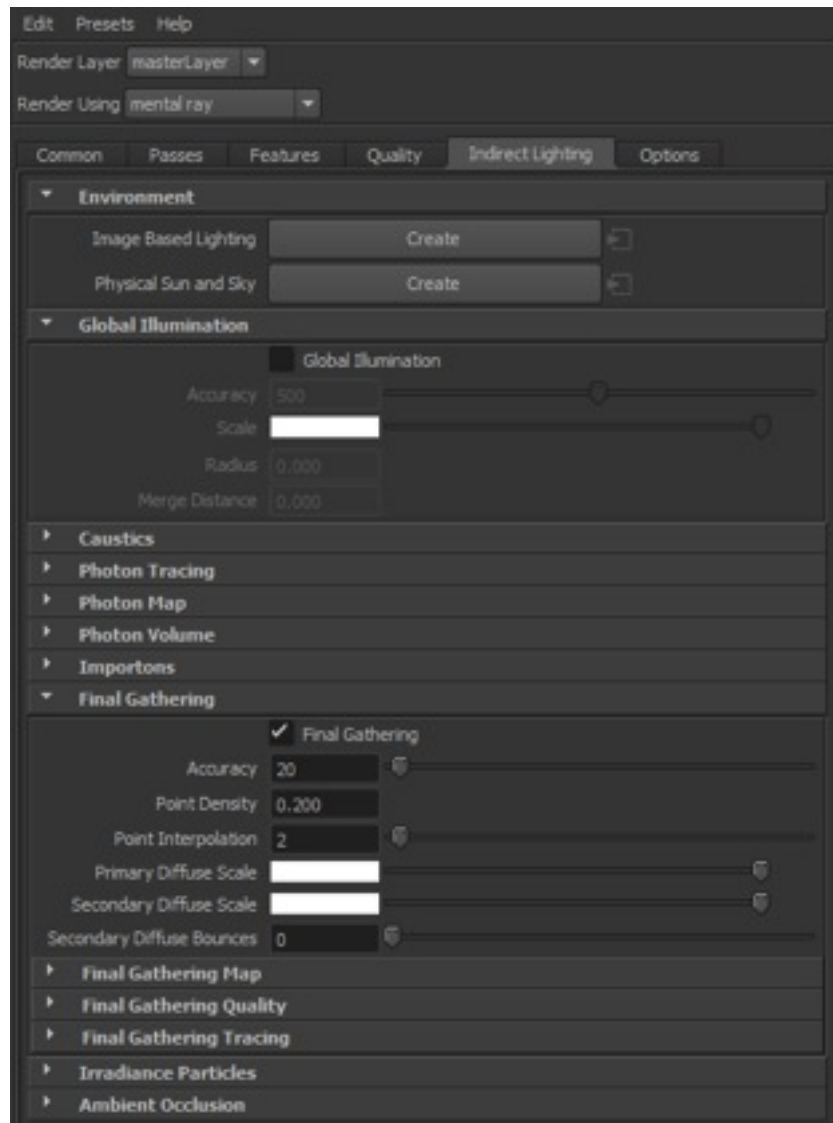 Edit Presets Help
Render Layer masterLayer
Render Using mental ray
Common Passes Features Quality Indirect Lighting Options
Environment
Image Based Lighting Create
Physical Sun and Sky Create
Global Illumination
Global Illumination
Accuracy 500
Scale
Radius 0.000
Merge Distance 0.000
Caustics
Photon Tracing
Photon Map
Photon Volume
Importons
Final Gathering
Final Gathering
Accuracy 20
Point Density 0.200
Point Interpolation 2
Primary Diffuse Scale
Secondary Diffuse Scale
Secondary Diffuse Bounces 0
Final Gathering Map
Final Gathering Quality
Final Gathering Tracing
Irradiance Particles
Ambient Occlusion